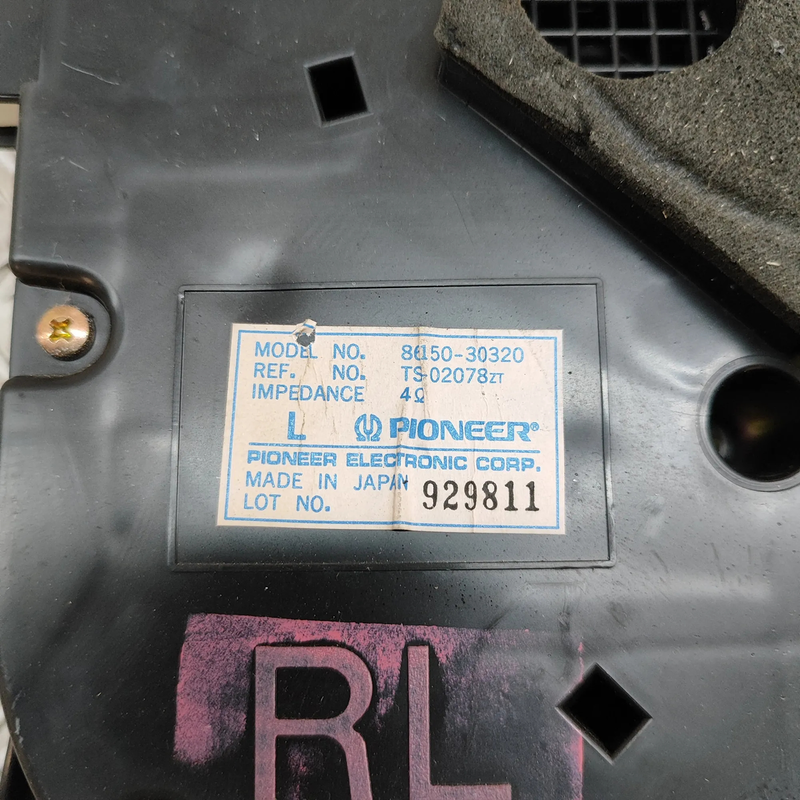 MODEL NO. 86150-30320
REF. NO. TS-02078ZT
IMPEDANCE 4Ω
L PIONEER®
PIONEER ELECTRONIC CORP.
MADE IN JAPAN
LOT NO. 929811
RL